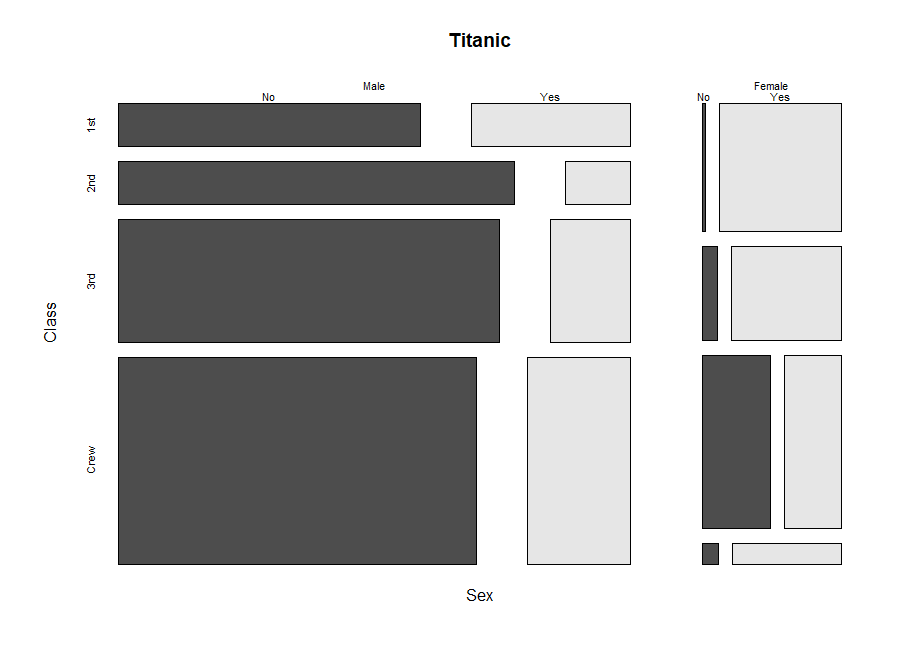 Titanic
Male Female
No Yes No Yes
1st
2nd
3rd
Crew
Class
Sex